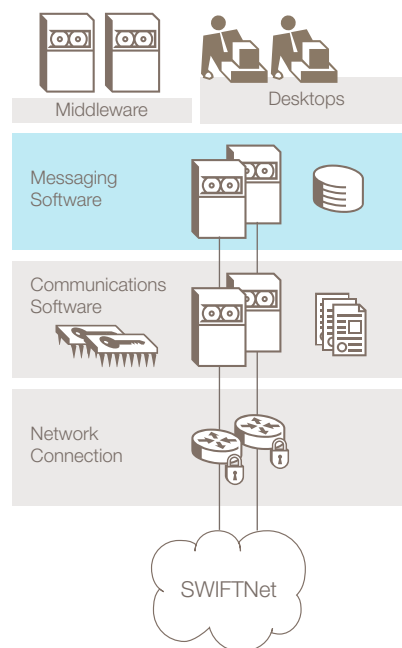 Middleware
Desktops
Messaging
Software
Communications
Software
Network
Connection
SWIFTNet